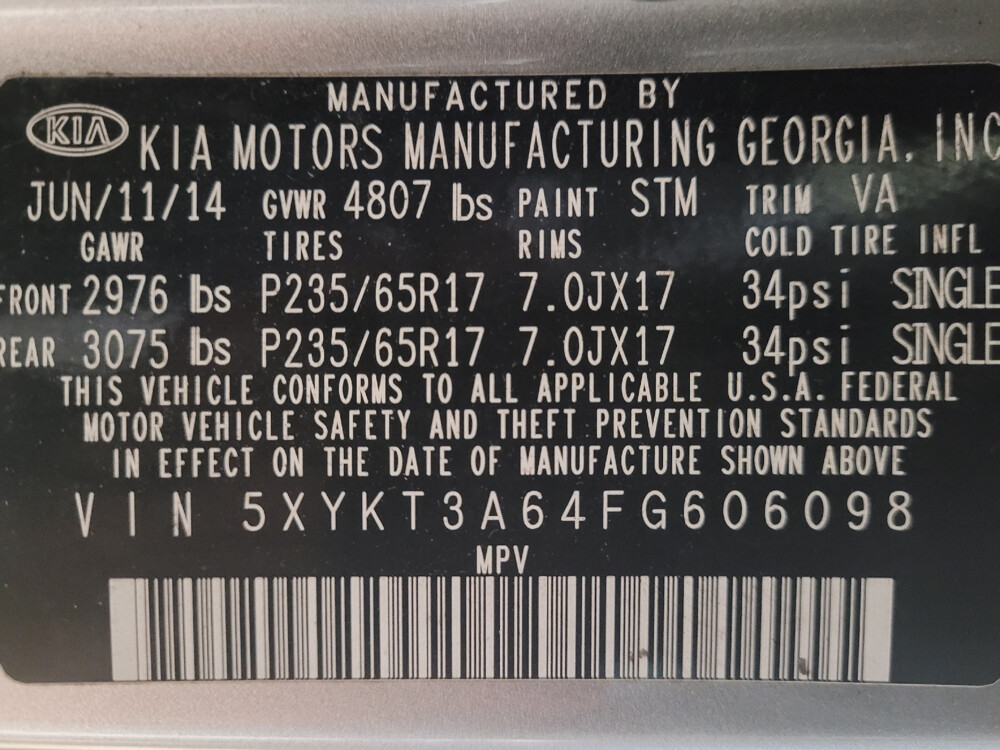 MANUFACTURED BY
KIA KIA MOTORS MANUFACTURING GEORGIA, INC
JUN/11/14 GVWR 4807 lbs PAINT STM TRIM VA
GAWR TIRES RIMS COLD TIRE INFL
FRONT 2976 lbs P235/65R17 7.0JX17 34psi SINGLE
REAR 3075 lbs P235/65R17 7.0JX17 34psi SINGLE
THIS VEHICLE CONFORMS TO ALL APPLICABLE U.S.A. FEDERAL
MOTOR VEHICLE SAFETY AND THEFT PREVENTION STANDARDS
IN EFFECT ON THE DATE OF MANUFACTURE SHOWN ABOVE
VIN 5XYKT3A64FG606098
MPV